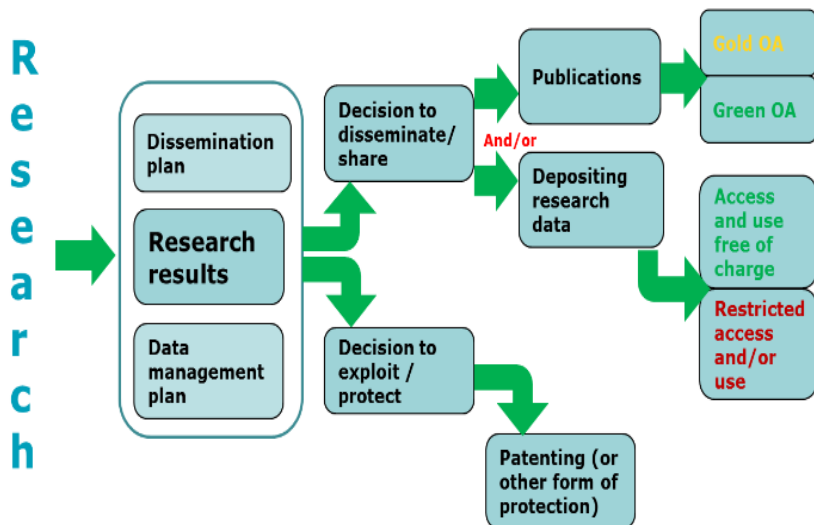 Research
Dissemination
plan
Research
results
Data
management
plan
Decision to
disseminate/
share
Decision to
exploit /
protect
And/or
Publications
Depositing
research
data
Patenting (or
other form of
protection)
Gold OA
Green OA
Access
and use
free of
charge
Restricted
access
and/or
use